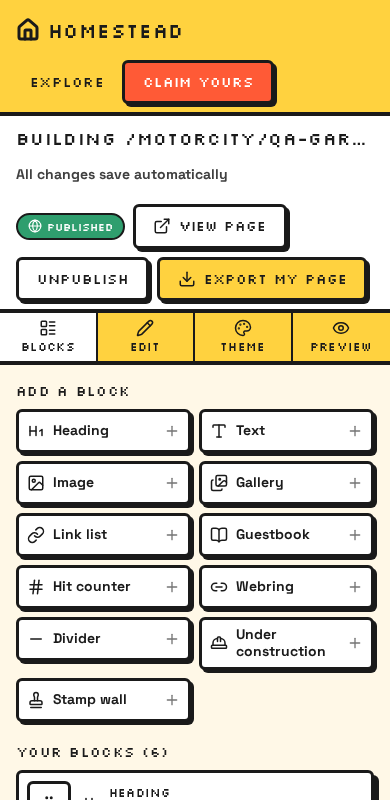 HOMESTEAD
EXPLORE
CLAIM YOURS
BUILDING /MOTORCITY/QA-GAR...
All changes save automatically
PUBLISHED
VIEW PAGE
UNPUBLISH
EXPORT MY PAGE
BLOCKS
EDIT
THEME
PREVIEW
ADD A BLOCK
H1 Heading
Text
Image
Gallery
Link list
Guestbook
Hit counter
Webring
Divider
Under
construction
Stamp wall
YOUR BLOCKS (6)
HEADING